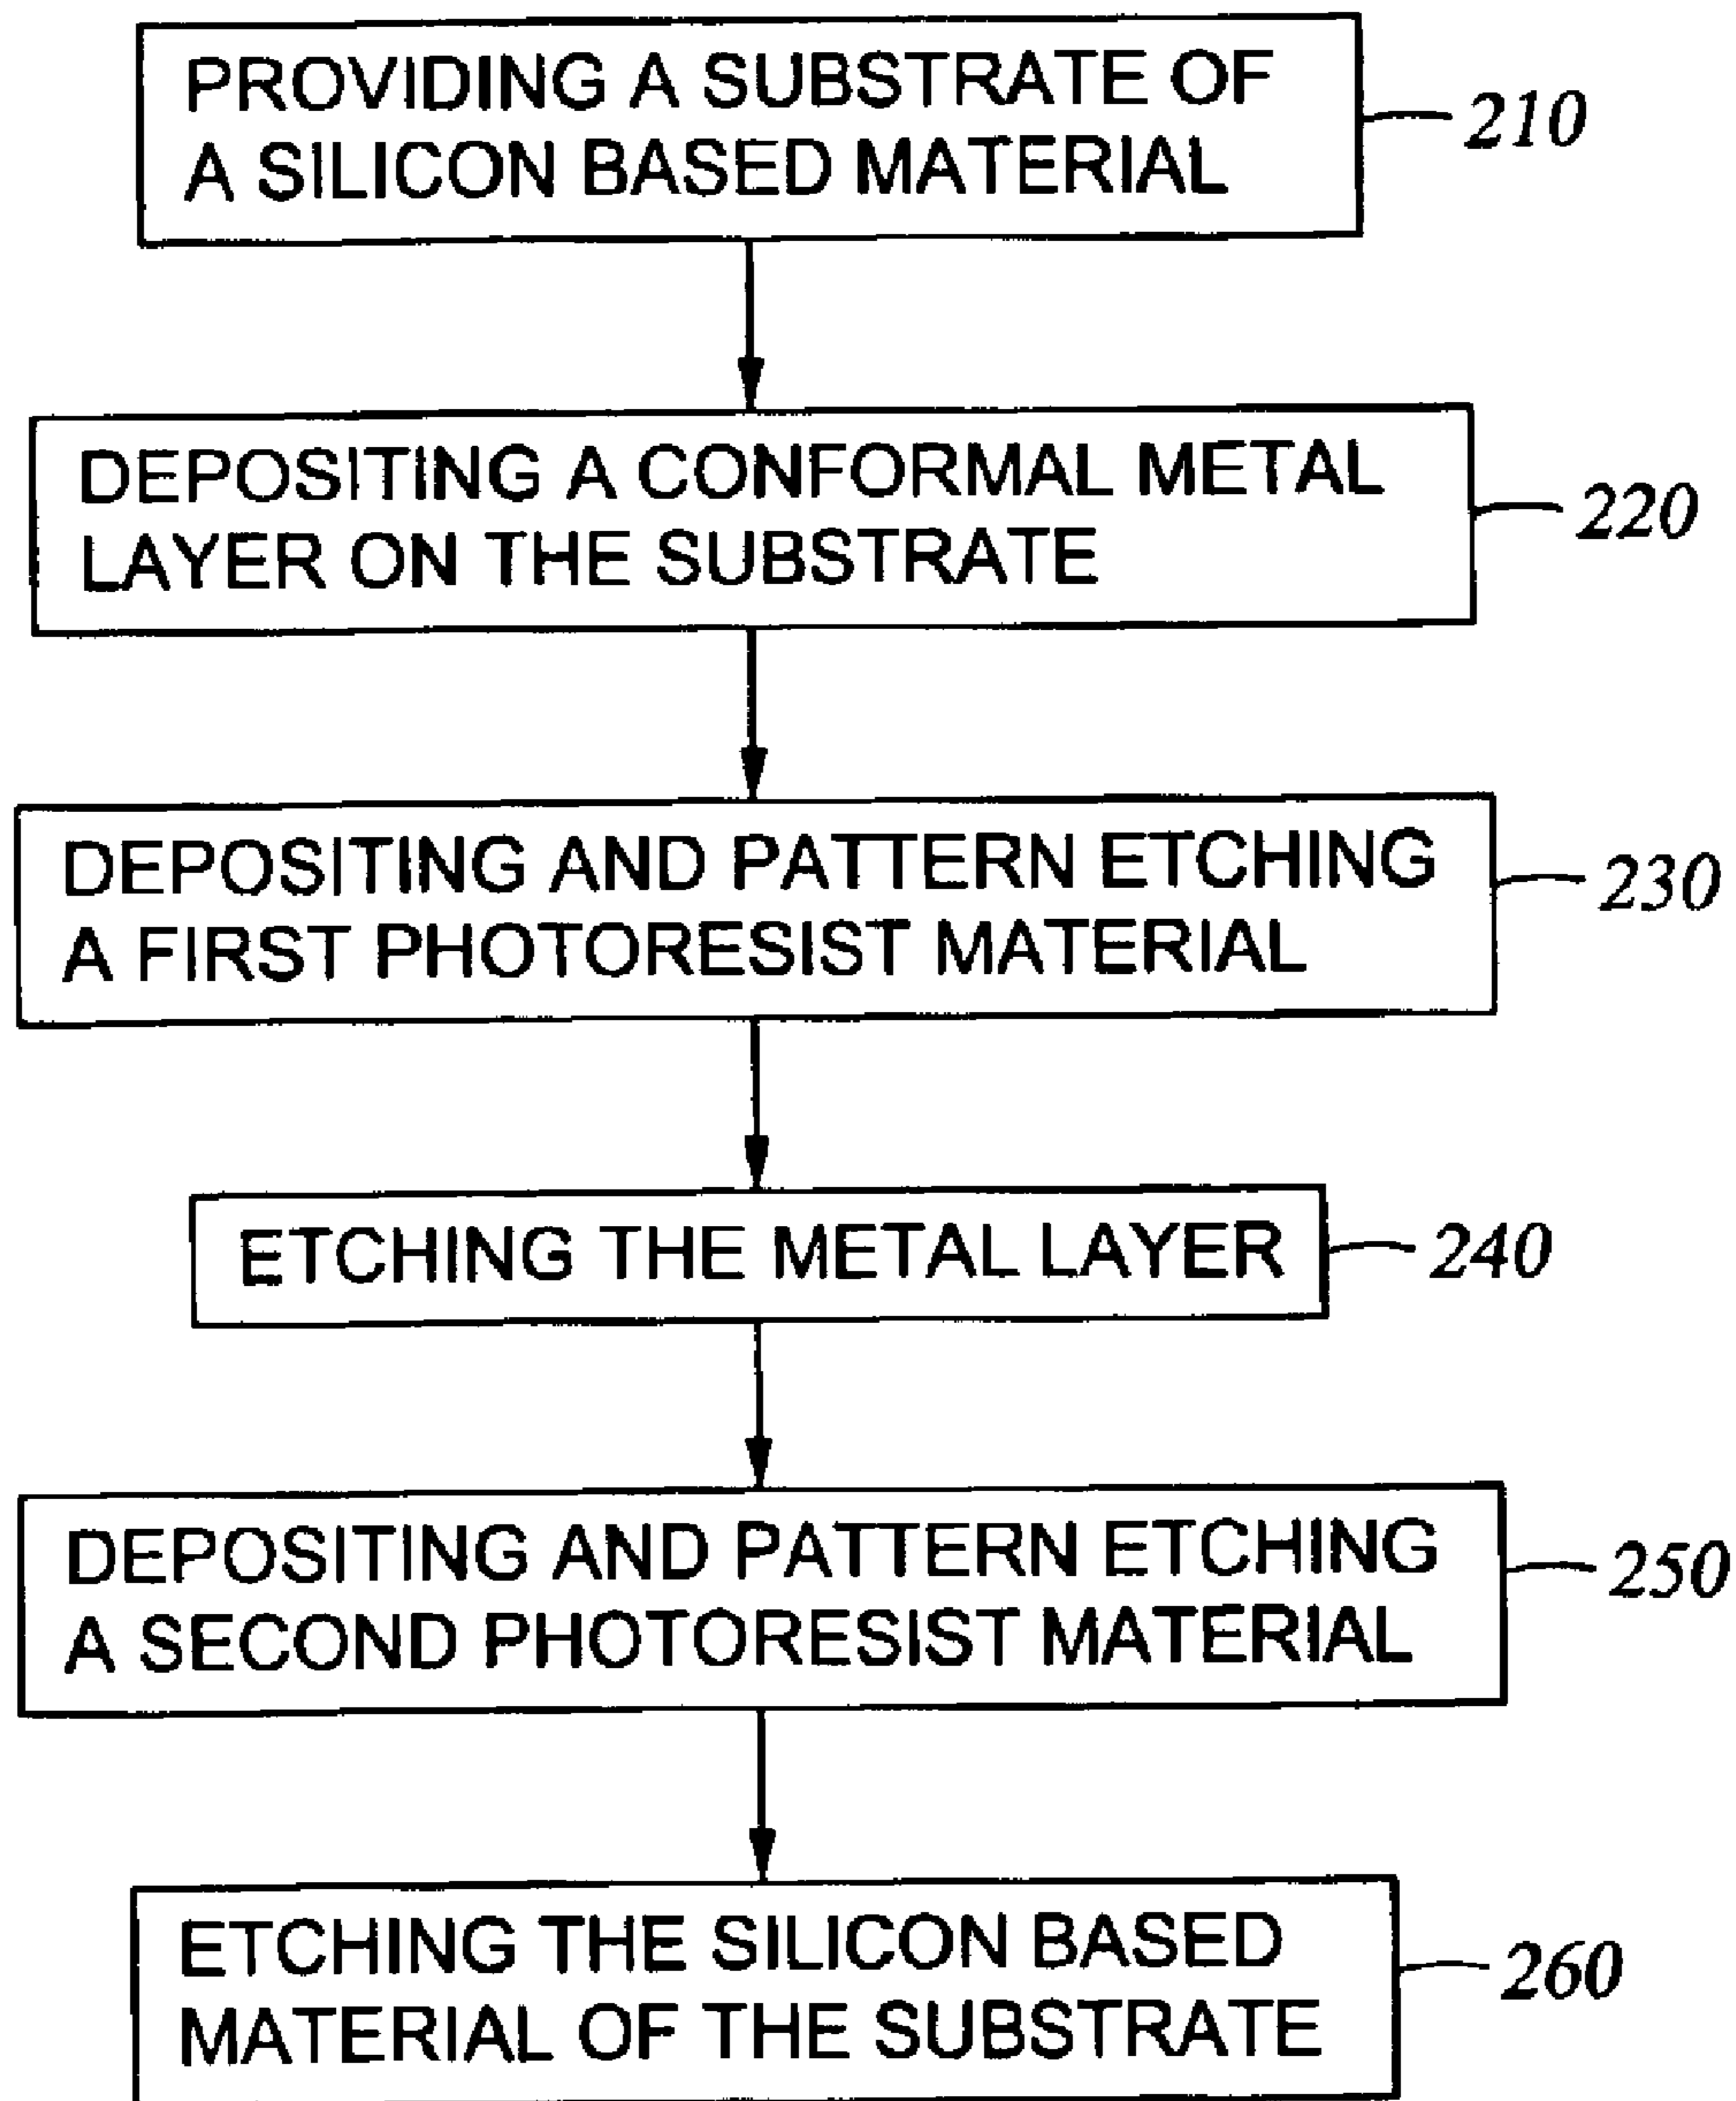 PROVIDING A SUBSTRATE OF
A SILICON BASED MATERIAL
210
DEPOSITING A CONFORMAL METAL
LAYER ON THE SUBSTRATE
220
DEPOSITING AND PATTERN ETCHING
A FIRST PHOTORESIST MATERIAL
230
ETCHING THE METAL LAYER
240
DEPOSITING AND PATTERN ETCHING
A SECOND PHOTORESIST MATERIAL
250
ETCHING THE SILICON BASED
MATERIAL OF THE SUBSTRATE
260